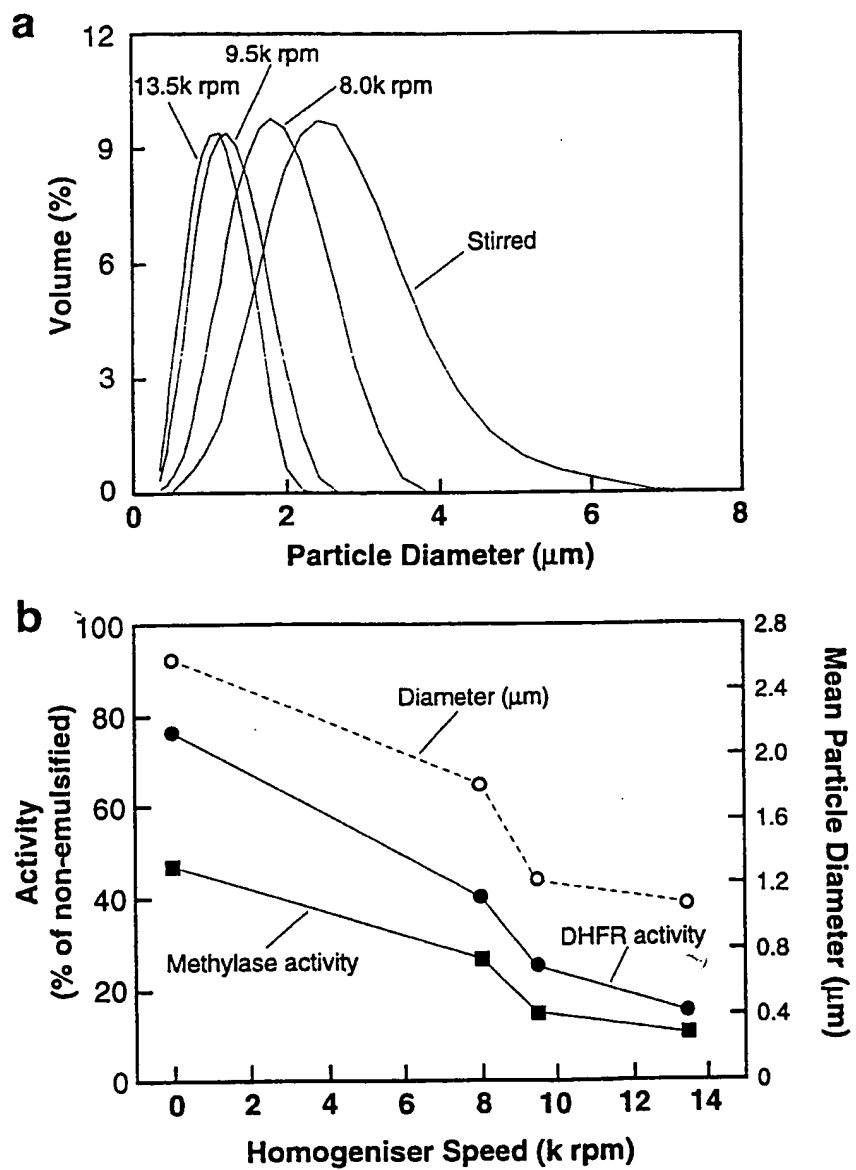 a
12
9
6
3
0
Volume (%)
13.5k rpm
9.5k rpm
8.0k rpm
Stirred
0 2 4 6 8
Particle Diameter (μm)
b
100
80
60
40
20
0
Activity
(% of non-emulsified)
Diameter (μm)
DHFR activity
Methylase activity
2.8
2.4
2.0
1.6
1.2
0.8
0.4
0
Mean Particle Diameter (μm)
0 2 4 6 8 10 12 14
Homogeniser Speed (k rpm)